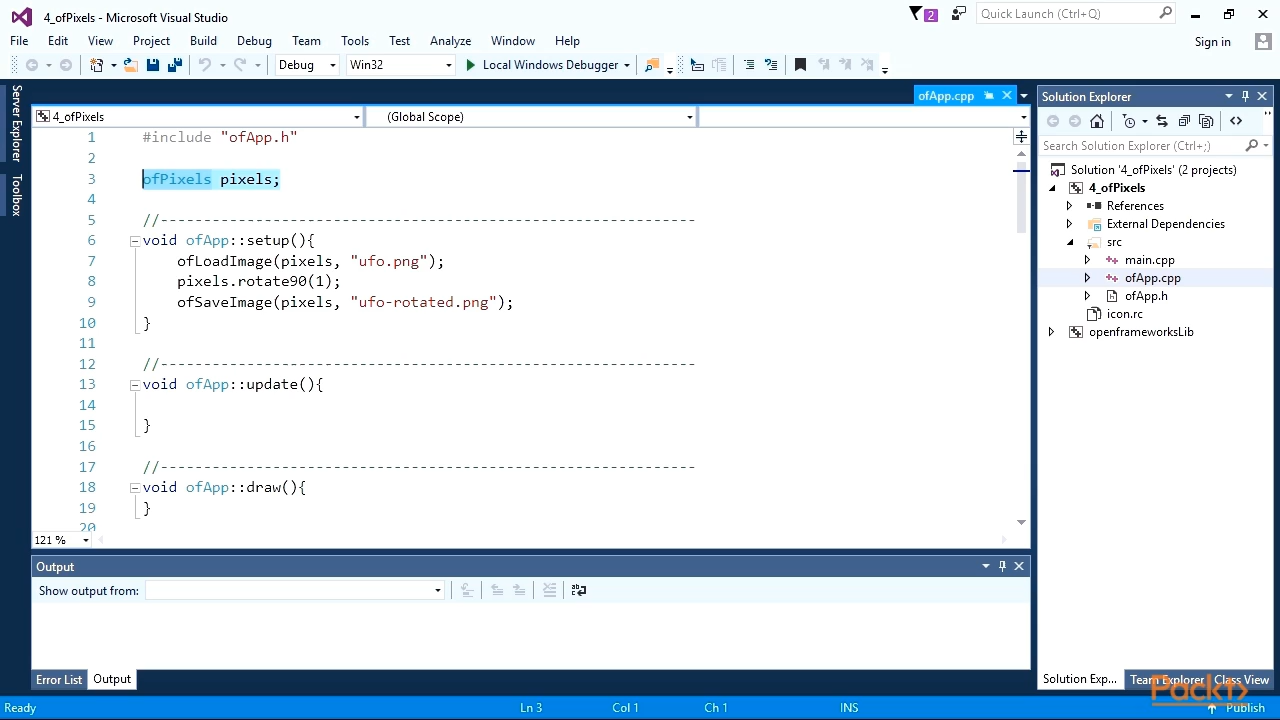 4_ofPixels - Microsoft Visual Studio
2
Quick Launch (Ctrl+Q)
File Edit View Project Build Debug Team Tools Test Analyze Window Help
Sign in
Debug Win32 Local Windows Debugger
Server Explorer
Toolbox
ofApp.cpp
4_ofPixels (Global Scope)
1 #include "ofApp.h"
2
3 ofPixels pixels;
4
5 //--------------------------------------------------------------
6 void ofApp::setup(){
7 ofLoadImage(pixels, "ufo.png");
8 pixels.rotate90(1);
9 ofSaveImage(pixels, "ufo-rotated.png");
10 }
11
12 //--------------------------------------------------------------
13 void ofApp::update(){
14
15 }
16
17 //--------------------------------------------------------------
18 void ofApp::draw(){
19 }
20
121 %
Output
Show output from:
Error List Output
Solution Explorer
Search Solution Explorer (Ctrl+;)
Solution '4_ofPixels' (2 projects)
4_ofPixels
References
External Dependencies
src
main.cpp
ofApp.cpp
ofApp.h
icon.rc
openframeworksLib
Solution Exp... Team Explorer Class View
Packt
Ready Ln 3 Col 1 Ch 1 INS Publish